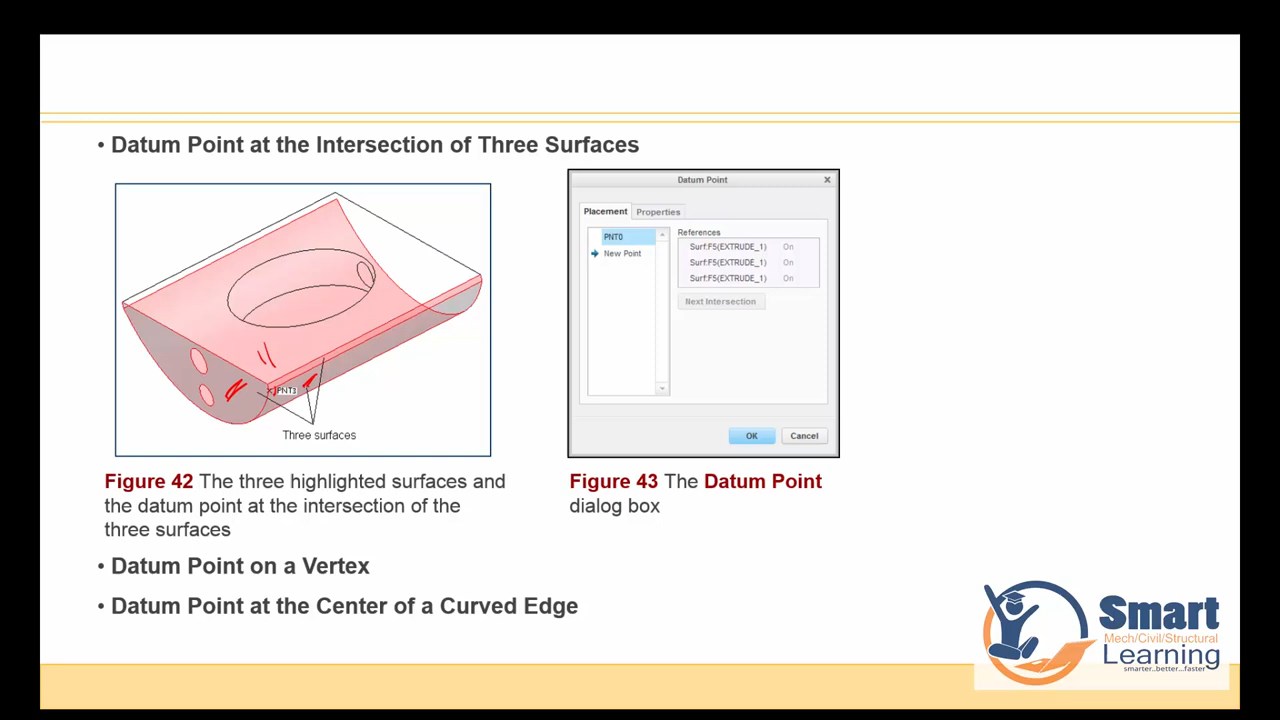 • Datum Point at the Intersection of Three Surfaces
PNT3
Three surfaces
Datum Point
Placement
Properties
PNT0
New Point
References
Surf:F5(EXTRUDE_1) On
Surf:F5(EXTRUDE_1) On
Surf:F5(EXTRUDE_1) On
Next Intersection
OK
Cancel
Figure 42 The three highlighted surfaces and
the datum point at the intersection of the
three surfaces
Figure 43 The Datum Point
dialog box
• Datum Point on a Vertex
• Datum Point at the Center of a Curved Edge
Smart
Mech/Civil/Structural
Learning
smarter..better...faster